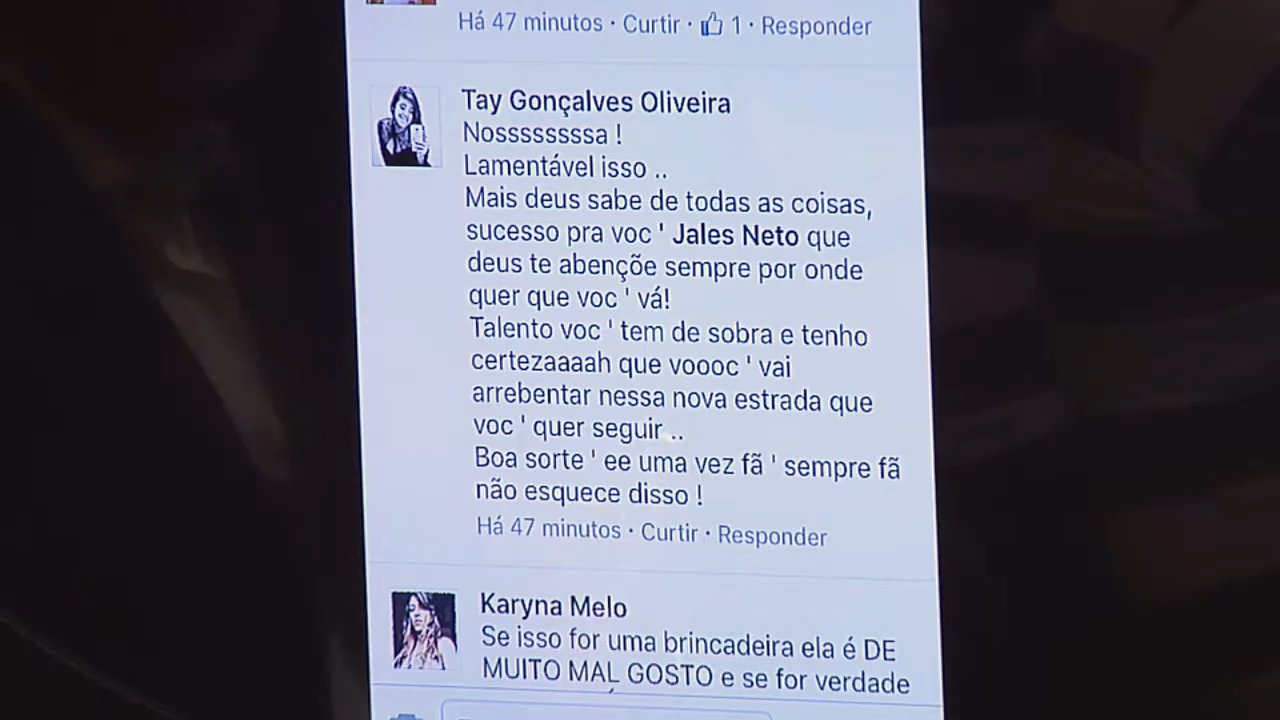 Há 47 minutos · Curtir · 1 · Responder
Tay Gonçalves Oliveira
Nosssssssssa !
Lamentável isso ..
Mais deus sabe de todas as coisas,
sucesso pra voc ' Jales Neto que
deus te abenção sempre por onde
quer que voc ' vá!
Talento voc ' tem de sobra e tenho
certezaaaah que voooc ' vai
arrebentar nessa nova estrada que
voc ' quer seguir ..
Boa sorte ' ee uma vez fã ' sempre fã
não esquece disso !
Há 47 minutos · Curtir · Responder
Karyna Melo
Se isso for uma brincadeira ela é DE
MUITO MAL GOSTO e se for verdade